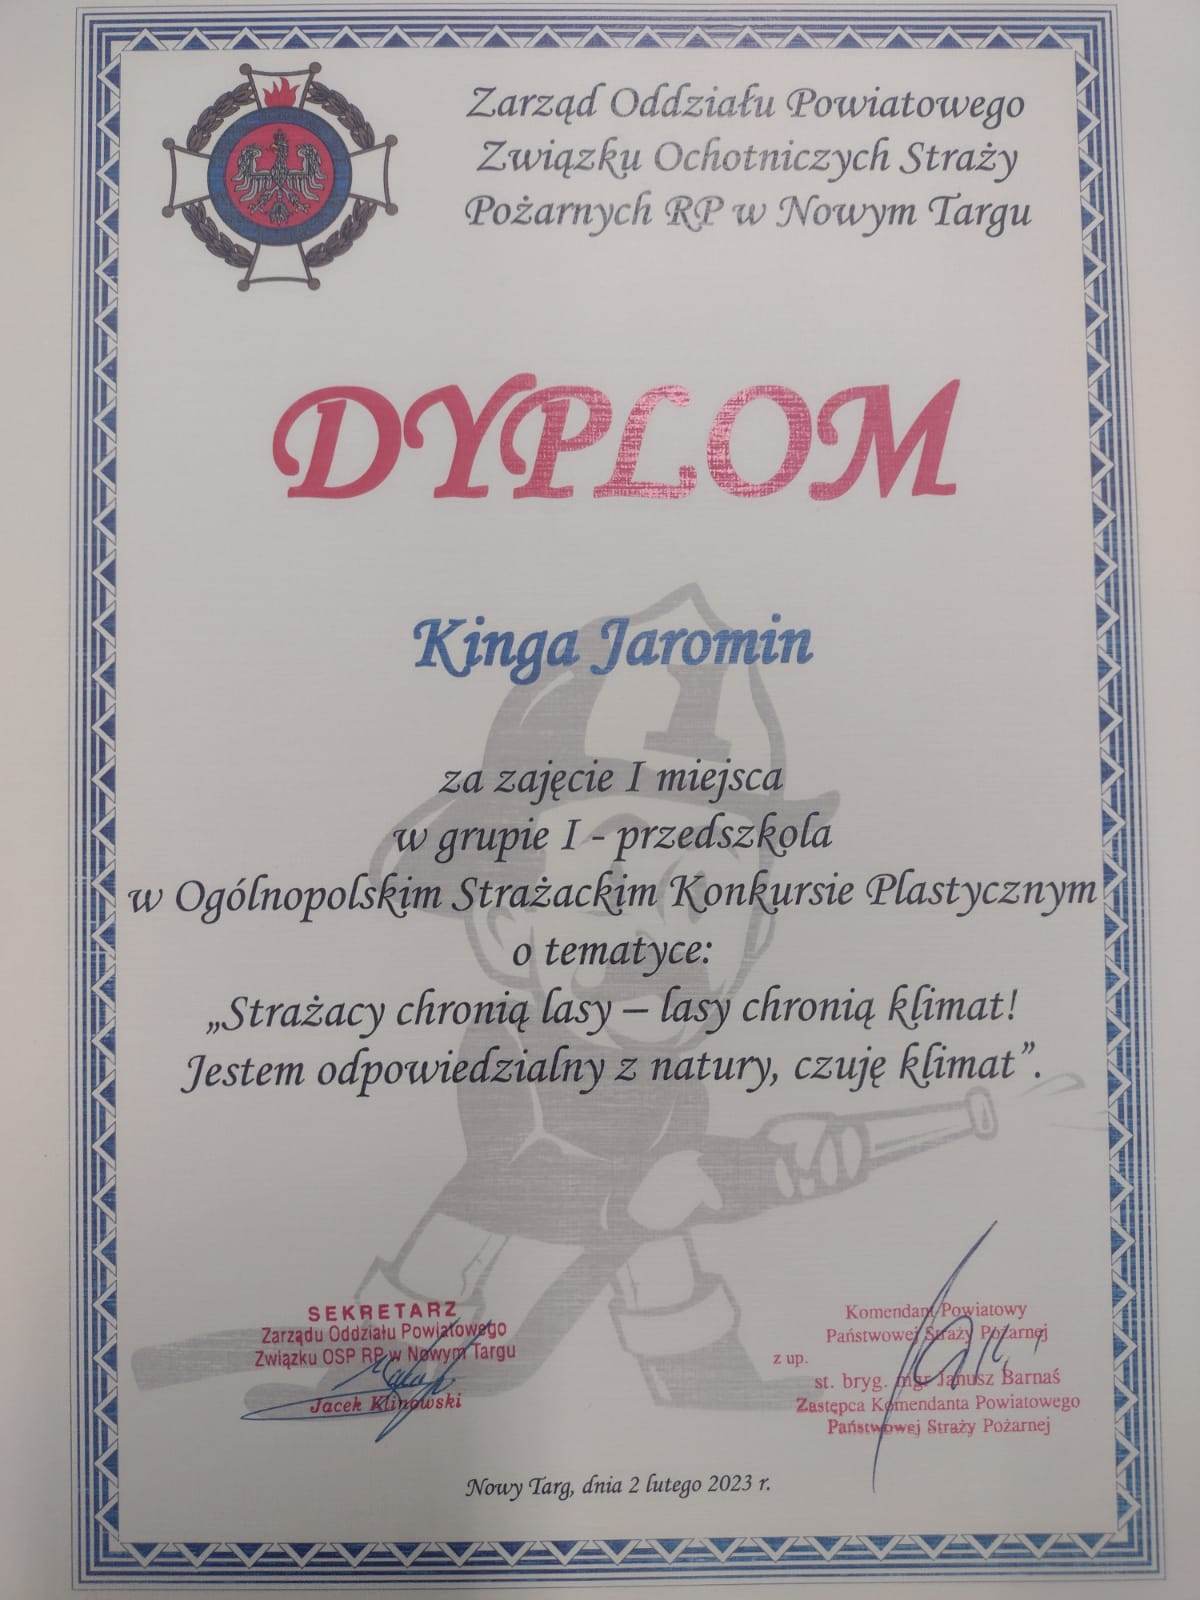 Zarząd Oddziału Powiatowego
Związku Ochotniczych Straży
Pożarnych RP w Nowym Targu
DYPLOM
Kinga Jaromin
za zajęcie I miejsca
w grupie I - przedszkola
w Ogólnopolskim Strażackim Konkursie Plastycznym
o tematyce:
„Strażacy chronią lasy – lasy chronią klimat!
Jestem odpowiedzialny z natury, czuję klimat”.
1
SEKRETARZ
Zarządu Oddziału Powiatowego
Związku OSP RP w Nowym Targu
Jacek Klinowski
Komendant Powiatowy
Państwowej Straży Pożarnej
z up.
st. bryg. mgr Janusz Barnaś
Zastępca Komendanta Powiatowego
Państwowej Straży Pożarnej
Nowy Targ, dnia 2 lutego 2023 r.